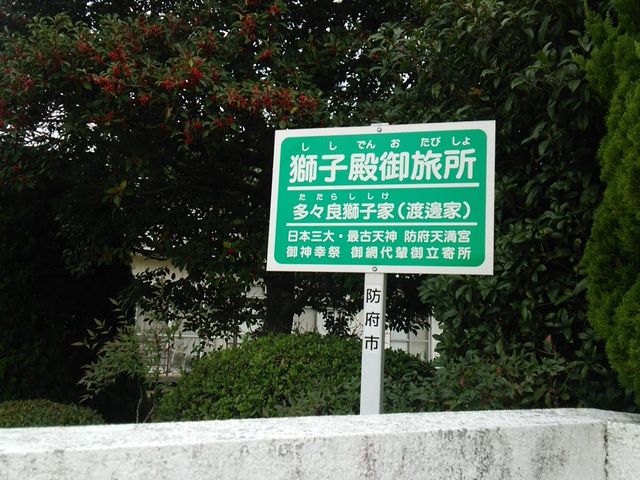 ししでんおたびしょ
獅子殿御旅所
たたらししけ
多々良獅子家（渡邊家）
日本三大・最古天神 防府天満宮
御神幸祭 御網代輦御立寄所
防府市